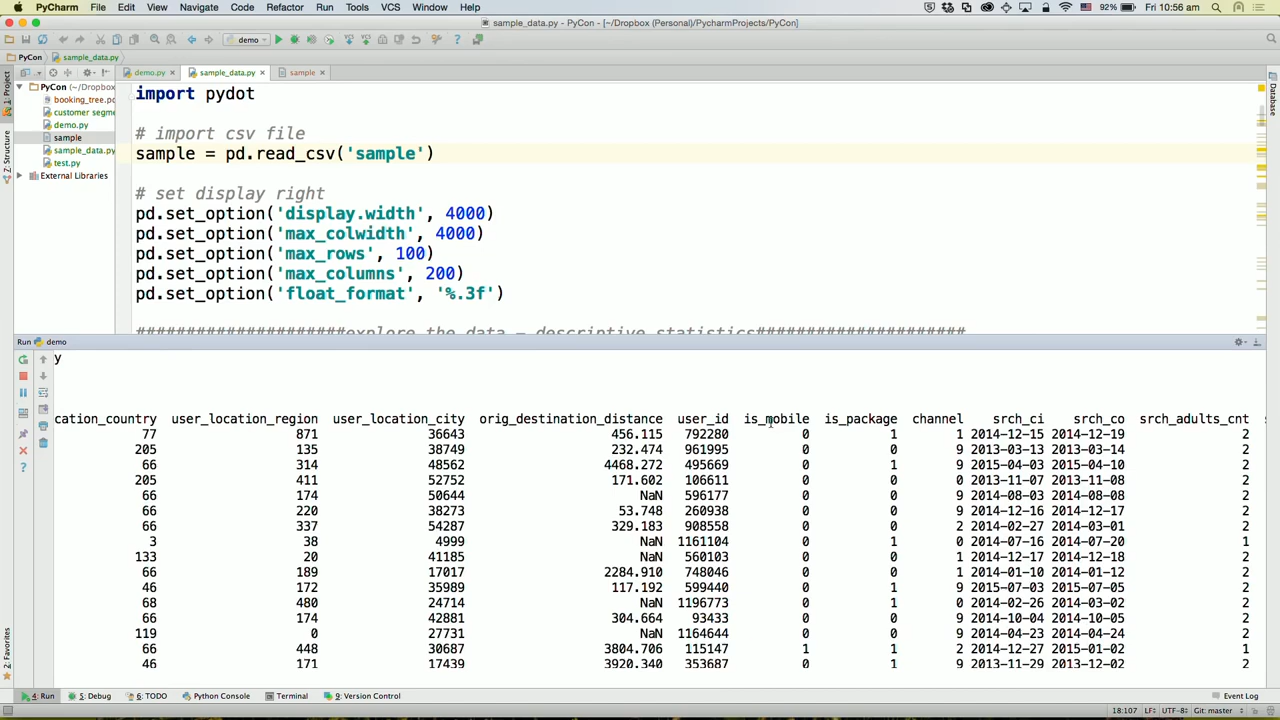 PyCharm File Edit View Navigate Code Refactor Run Tools VCS Window Help 92% Fri 10:56 am
sample_data.py - PyCon - [~/Dropbox (Personal)/PycharmProjects/PyCon]
demo
PyCon sample_data.py
demo.py sample_data.py sample
1: Project
Z: Structure
2: Favorites
Database
PyCon (~/Dropbox
booking_tree.pd
customer segme
demo.py
sample
sample_data.py
test.py
External Libraries
import pydot
# import csv file
sample = pd.read_csv('sample')
# set display right
pd.set_option('display.width', 4000)
pd.set_option('max_colwidth', 4000)
pd.set_option('max_rows', 100)
pd.set_option('max_columns', 200)
pd.set_option('float_format', '%.3f')
#####################explore the data – descriptive statistics#####################
Run demo
y
cation_country user_location_region user_location_city orig_destination_distance user_id is_mobile is_package channel srch_ci srch_co srch_adults_cnt
77 871 36643 456.115 792280 0 1 1 2014-12-15 2014-12-19 2
205 135 38749 232.474 961995 0 0 9 2013-03-13 2013-03-14 2
66 314 48562 4468.272 495669 0 1 9 2015-04-03 2015-04-10 2
205 411 52752 171.602 106611 0 0 0 2013-11-07 2013-11-08 2
66 174 50644 NaN 596177 0 0 9 2014-08-03 2014-08-08 2
66 220 38273 53.748 260938 0 0 9 2014-12-16 2014-12-17 2
66 337 54287 329.183 908558 0 0 2 2014-02-27 2014-03-01 2
3 38 4999 NaN 1161104 0 1 0 2014-07-16 2014-07-20 1
133 20 41185 NaN 560103 0 0 1 2014-12-17 2014-12-18 2
66 189 17017 2284.910 748046 0 0 1 2014-01-10 2014-01-12 2
46 172 35989 117.192 599440 0 1 9 2015-07-03 2015-07-05 2
68 480 24714 NaN 1196773 0 1 0 2014-02-26 2014-03-02 2
66 174 42881 304.664 93433 0 0 9 2014-10-04 2014-10-05 2
119 0 27731 NaN 1164644 0 0 9 2014-04-23 2014-04-24 2
66 448 30687 3804.706 115147 1 1 2 2014-12-27 2015-01-02 1
46 171 17439 3920.340 353687 0 1 9 2013-11-29 2013-12-02 2
4: Run 5: Debug 6: TODO Python Console Terminal 9: Version Control Event Log
18:107 LF÷ UTF-8÷ Git: master÷